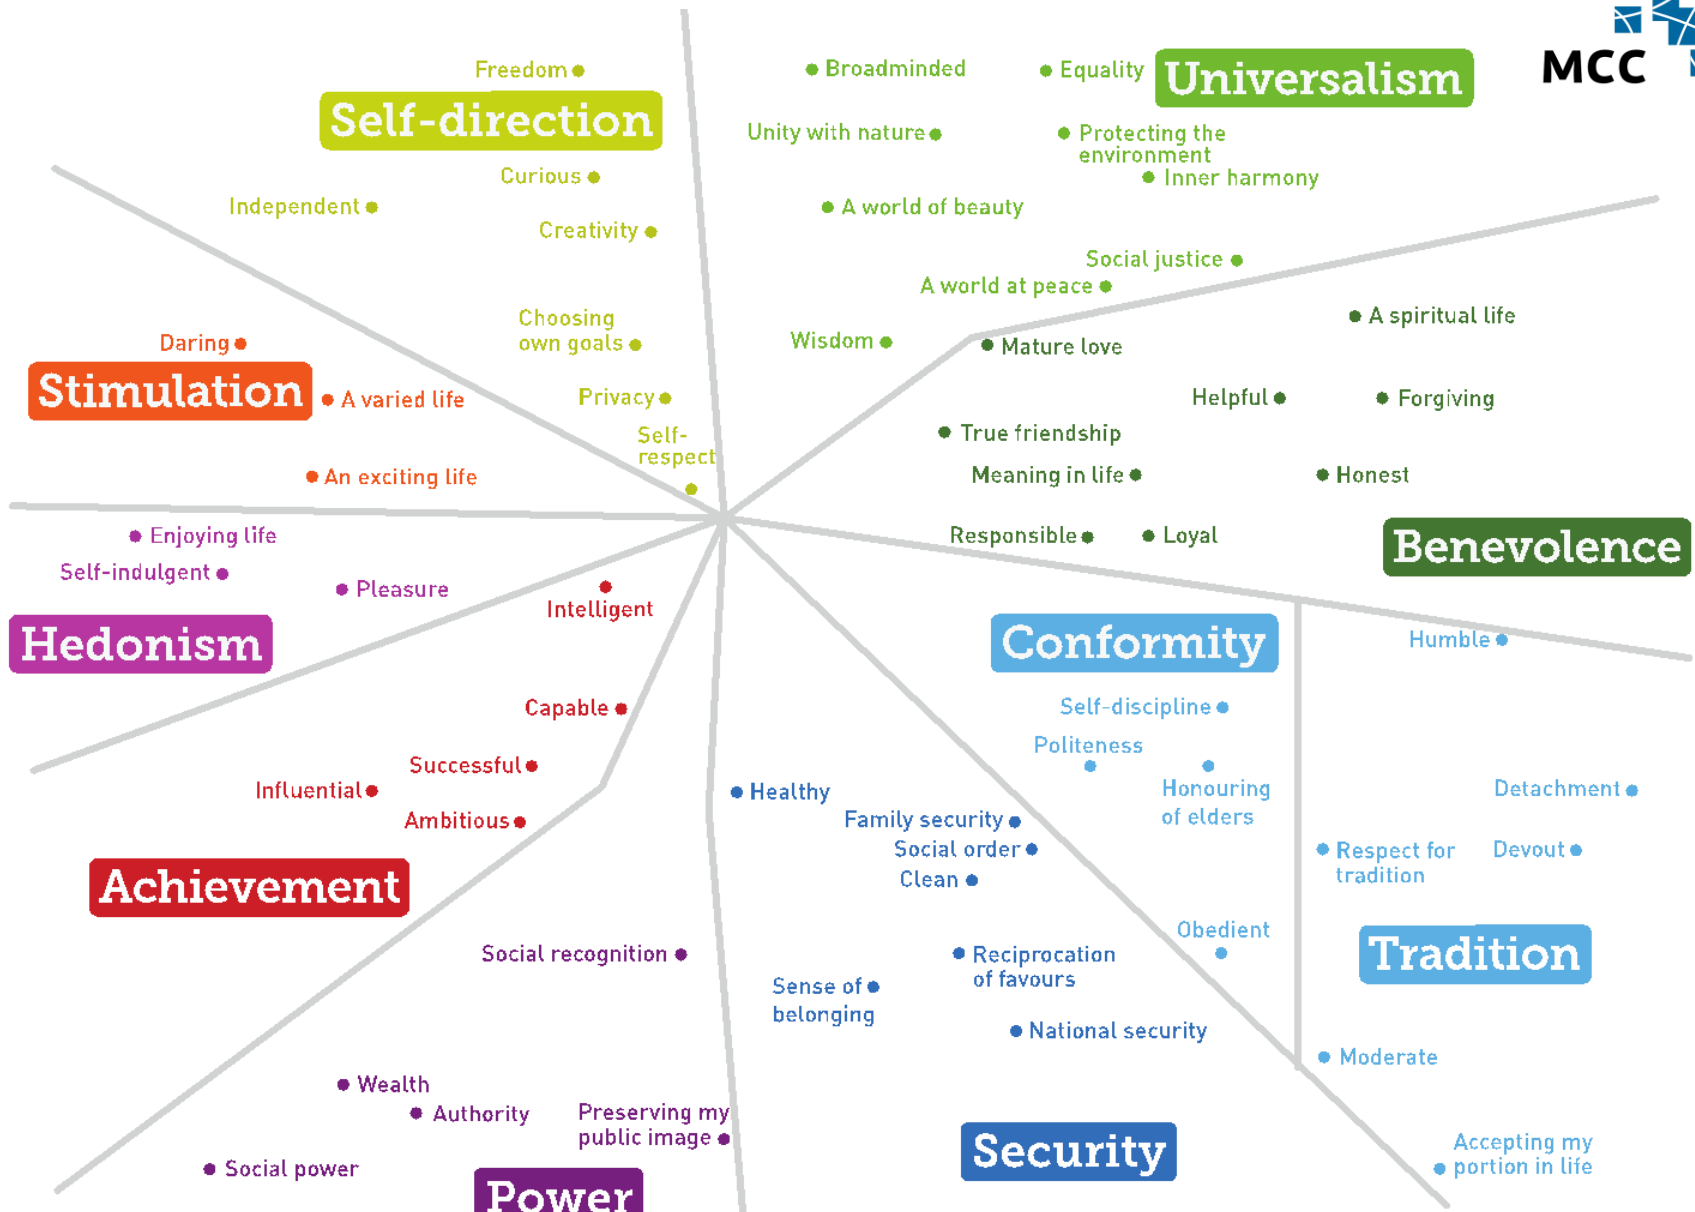 MCC
Freedom
Self-direction
Curious
Independent
Creativity
Choosing
own goals
Privacy
Self-
respect
Broadminded
Equality
Universalism
Unity with nature
Protecting the
environment
Inner harmony
A world of beauty
Social justice
A world at peace
Wisdom
Daring
Stimulation
A varied life
An exciting life
A spiritual life
Mature love
Helpful
Forgiving
True friendship
Meaning in life
Honest
Responsible
Loyal
Benevolence
Enjoying life
Self-indulgent
Pleasure
Hedonism
Intelligent
Capable
Successful
Influential
Ambitious
Achievement
Conformity
Self-discipline
Politeness
Honouring
of elders
Obedient
Humble
Detachment
Respect for
tradition
Devout
Tradition
Moderate
Accepting my
portion in life
Healthy
Family security
Social order
Clean
Reciprocation
of favours
Sense of
belonging
National security
Security
Social recognition
Wealth
Authority
Preserving my
public image
Social power
Power